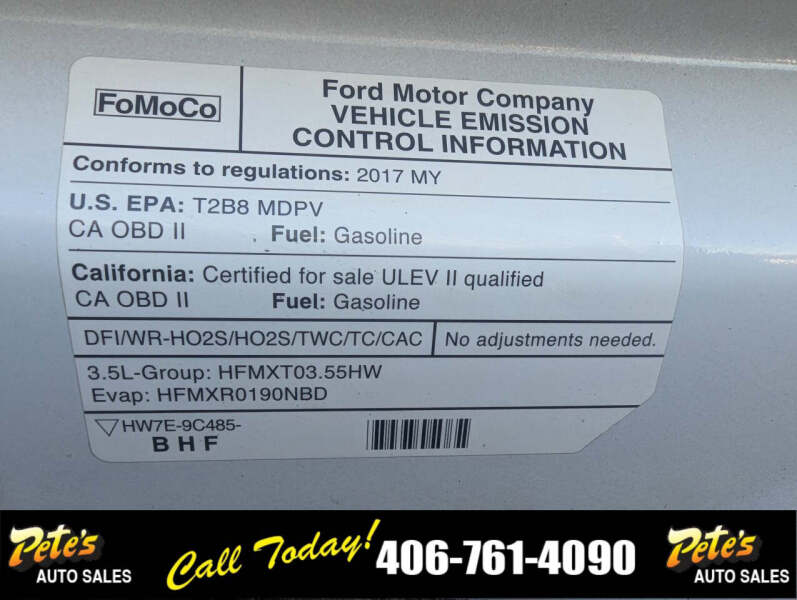 FoMoCo
Ford Motor Company
VEHICLE EMISSION
CONTROL INFORMATION
Conforms to regulations: 2017 MY
U.S. EPA: T2B8 MDPV
CA OBD II Fuel: Gasoline
California: Certified for sale ULEV II qualified
CA OBD II Fuel: Gasoline
DFI/WR-HO2S/HO2S/TWC/TC/CAC No adjustments needed.
3.5L-Group: HFMXT03.55HW
Evap: HFMXR0190NBD
HW7E-9C485-
BHF
Pete's
AUTO SALES
Call Today! 406-761-4090
Pete's
AUTO SALES